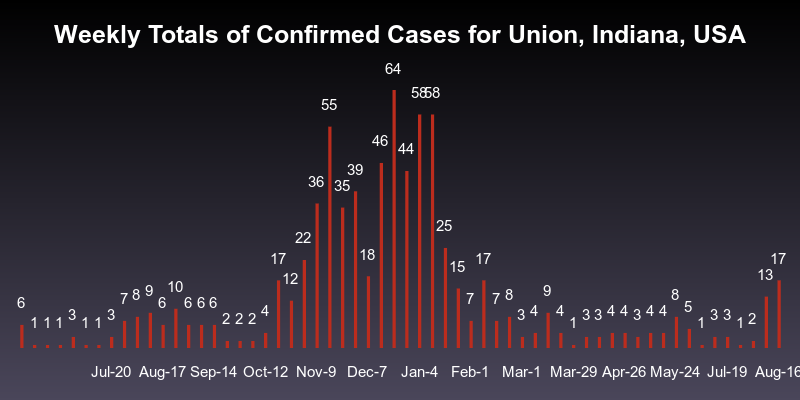 Weekly Totals of Confirmed Cases for Union, Indiana, USA
6 1 1 1 3 1 1 3 7 8 9 6 10 6 6 6 2 2 2 4 17 12 22 36 55 35 39 18 46 64 44 58 58 25 15 7 17 7 8 3 4 9 4 1 3 3 4 4 3 4 4 8 5 1 3 3 1 2 13 17
Jul-20 Aug-17 Sep-14 Oct-12 Nov-9 Dec-7 Jan-4 Feb-1 Mar-1 Mar-29 Apr-26 May-24 Jul-19 Aug-16